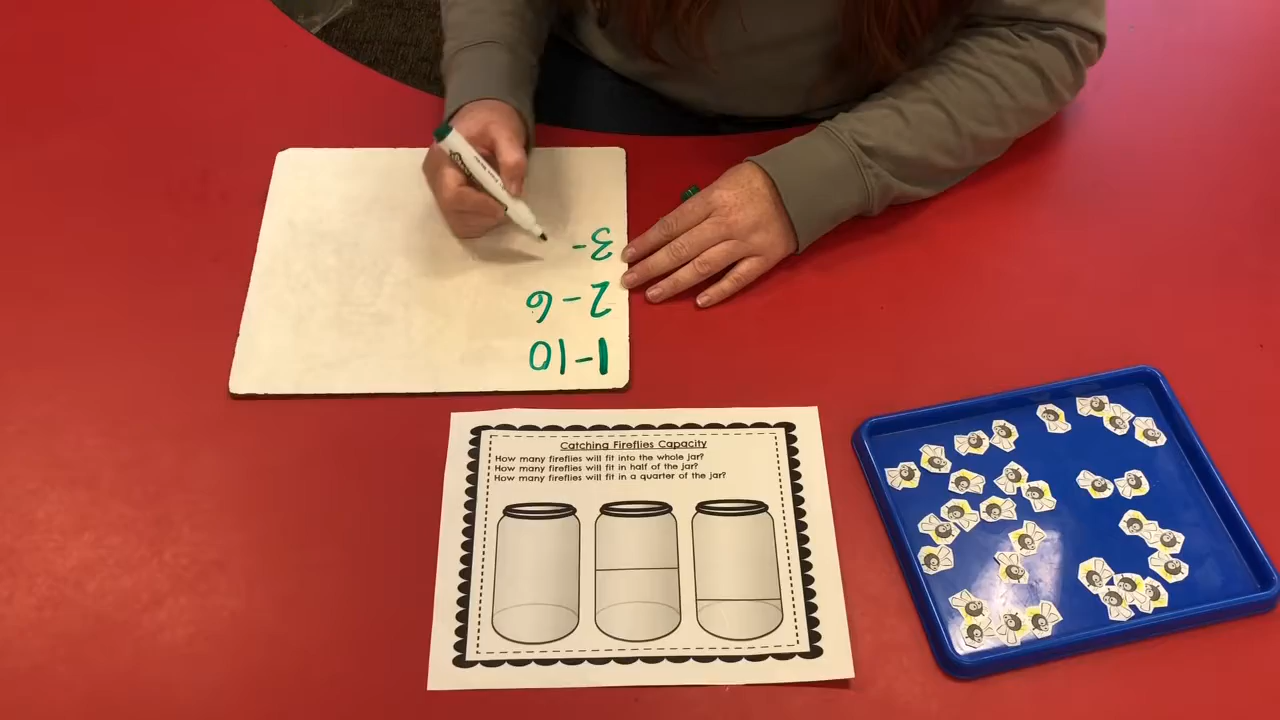 1-10
2-6
3-
Catching Fireflies Capacity
How many fireflies will fit into the whole jar?
How many fireflies will fit in half of the jar?
How many fireflies will fit in a quarter of the jar?